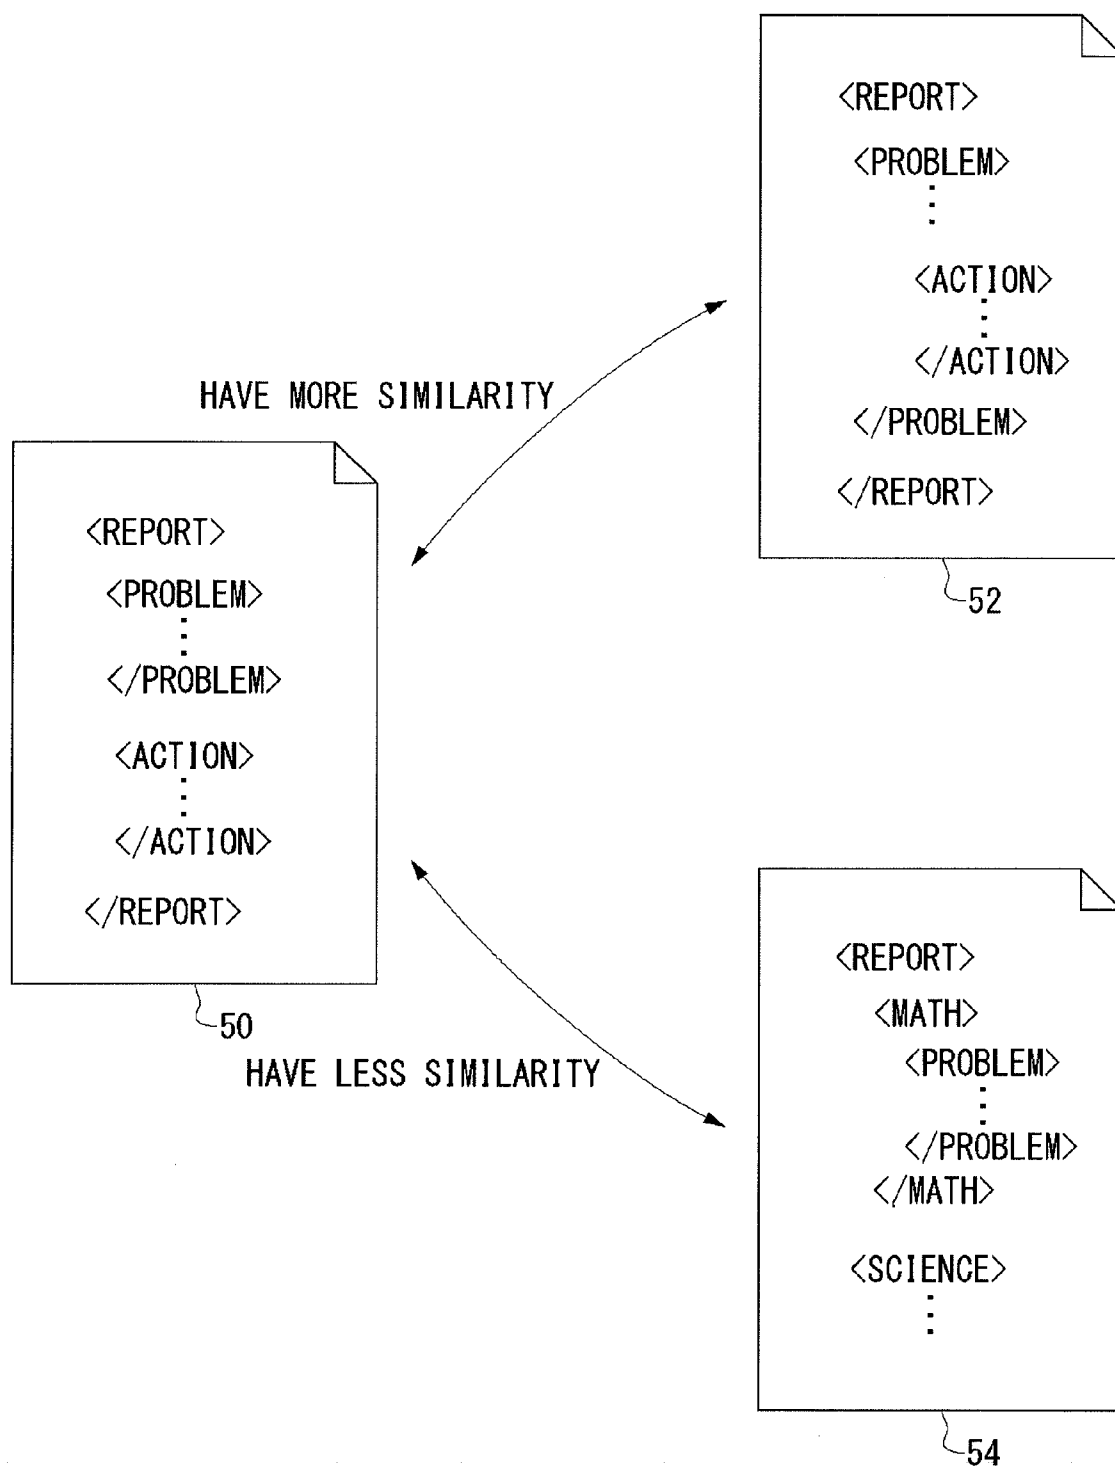 <REPORT>
<PROBLEM>
<ACTION>
</ACTION>
</PROBLEM>
</REPORT>
52
HAVE MORE SIMILARITY
<REPORT>
<PROBLEM>
</PROBLEM>
<ACTION>
</ACTION>
</REPORT>
50
HAVE LESS SIMILARITY
<REPORT>
<MATH>
<PROBLEM>
</PROBLEM>
</MATH>
<SCIENCE>
54